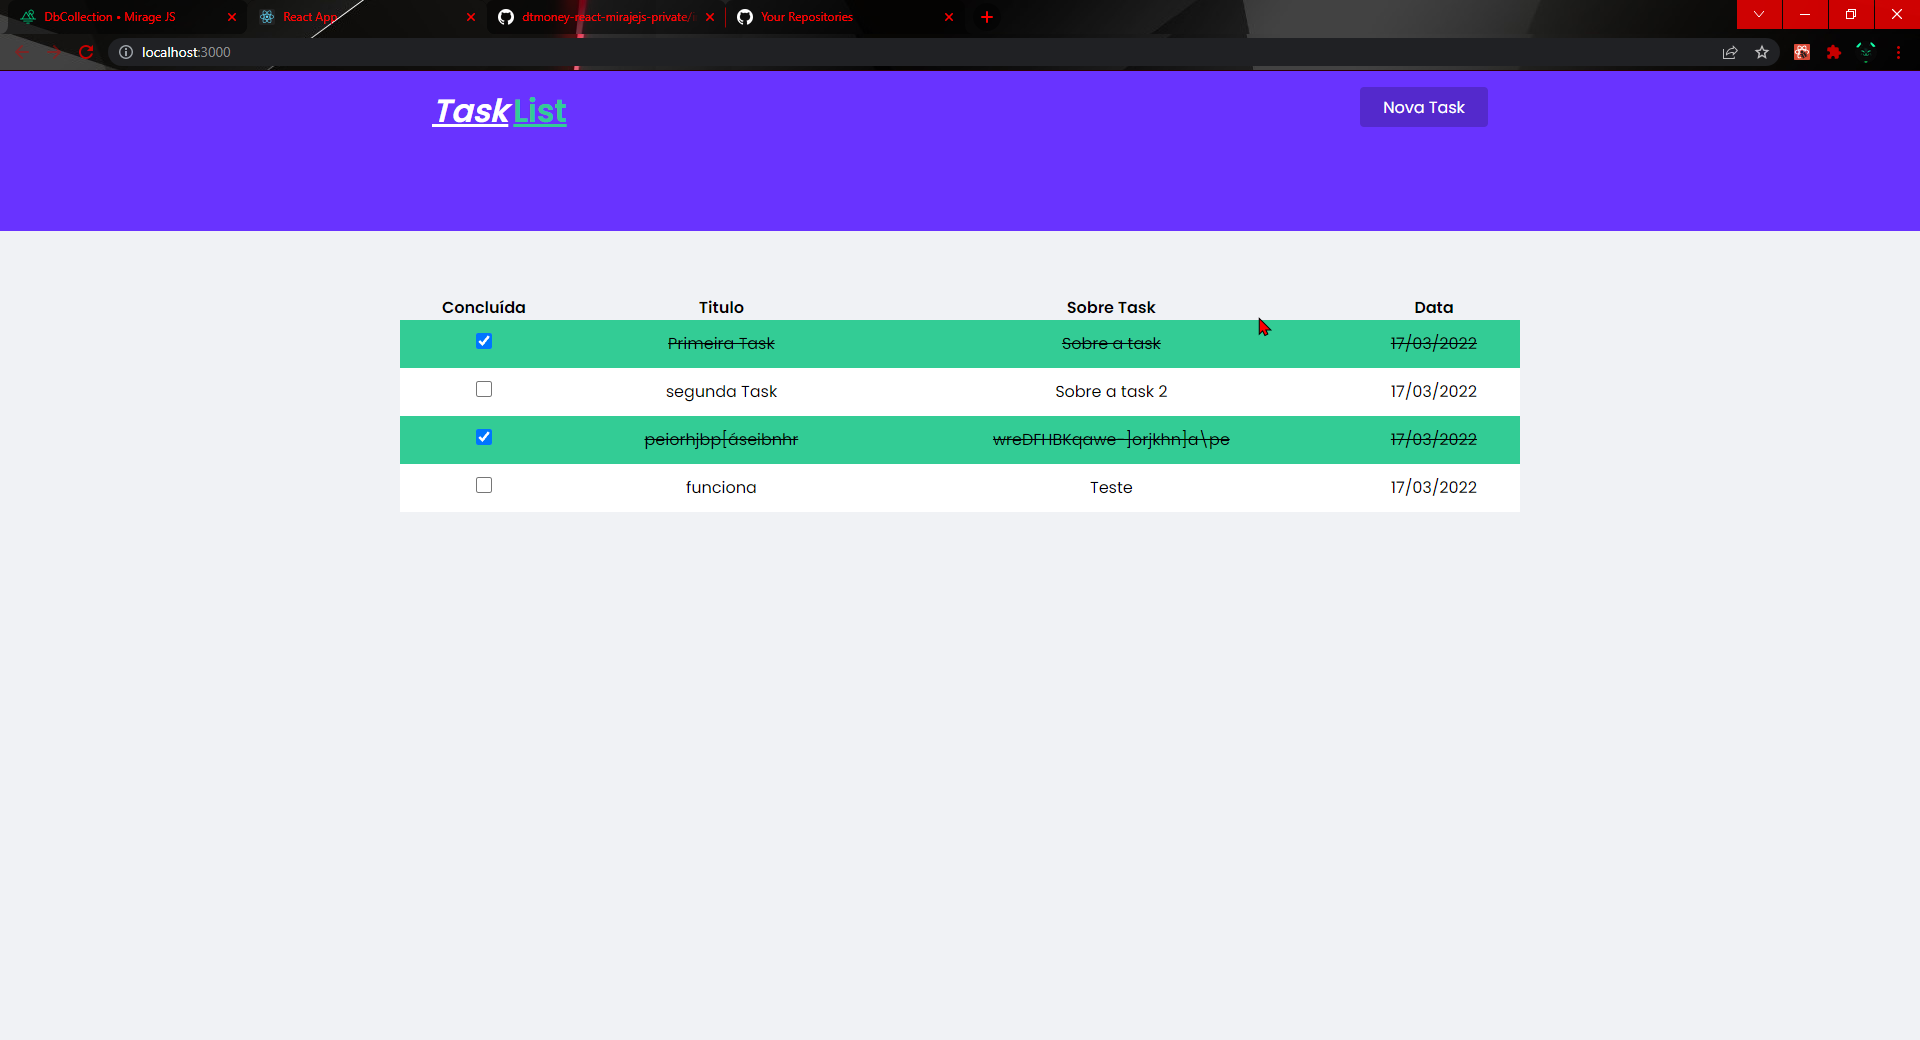 DbCollection • Mirage JS
React App
dtmoney-react-mirajejs-private/
Your Repositories
localhost:3000
TaskList
Nova Task
Concluída Titulo Sobre Task Data
Primeira Task Sobre a task 17/03/2022
segunda Task Sobre a task 2 17/03/2022
peiorhjbp[áseibnhr wreDFHBKqawe~]orjkhn]a\pe 17/03/2022
funciona Teste 17/03/2022